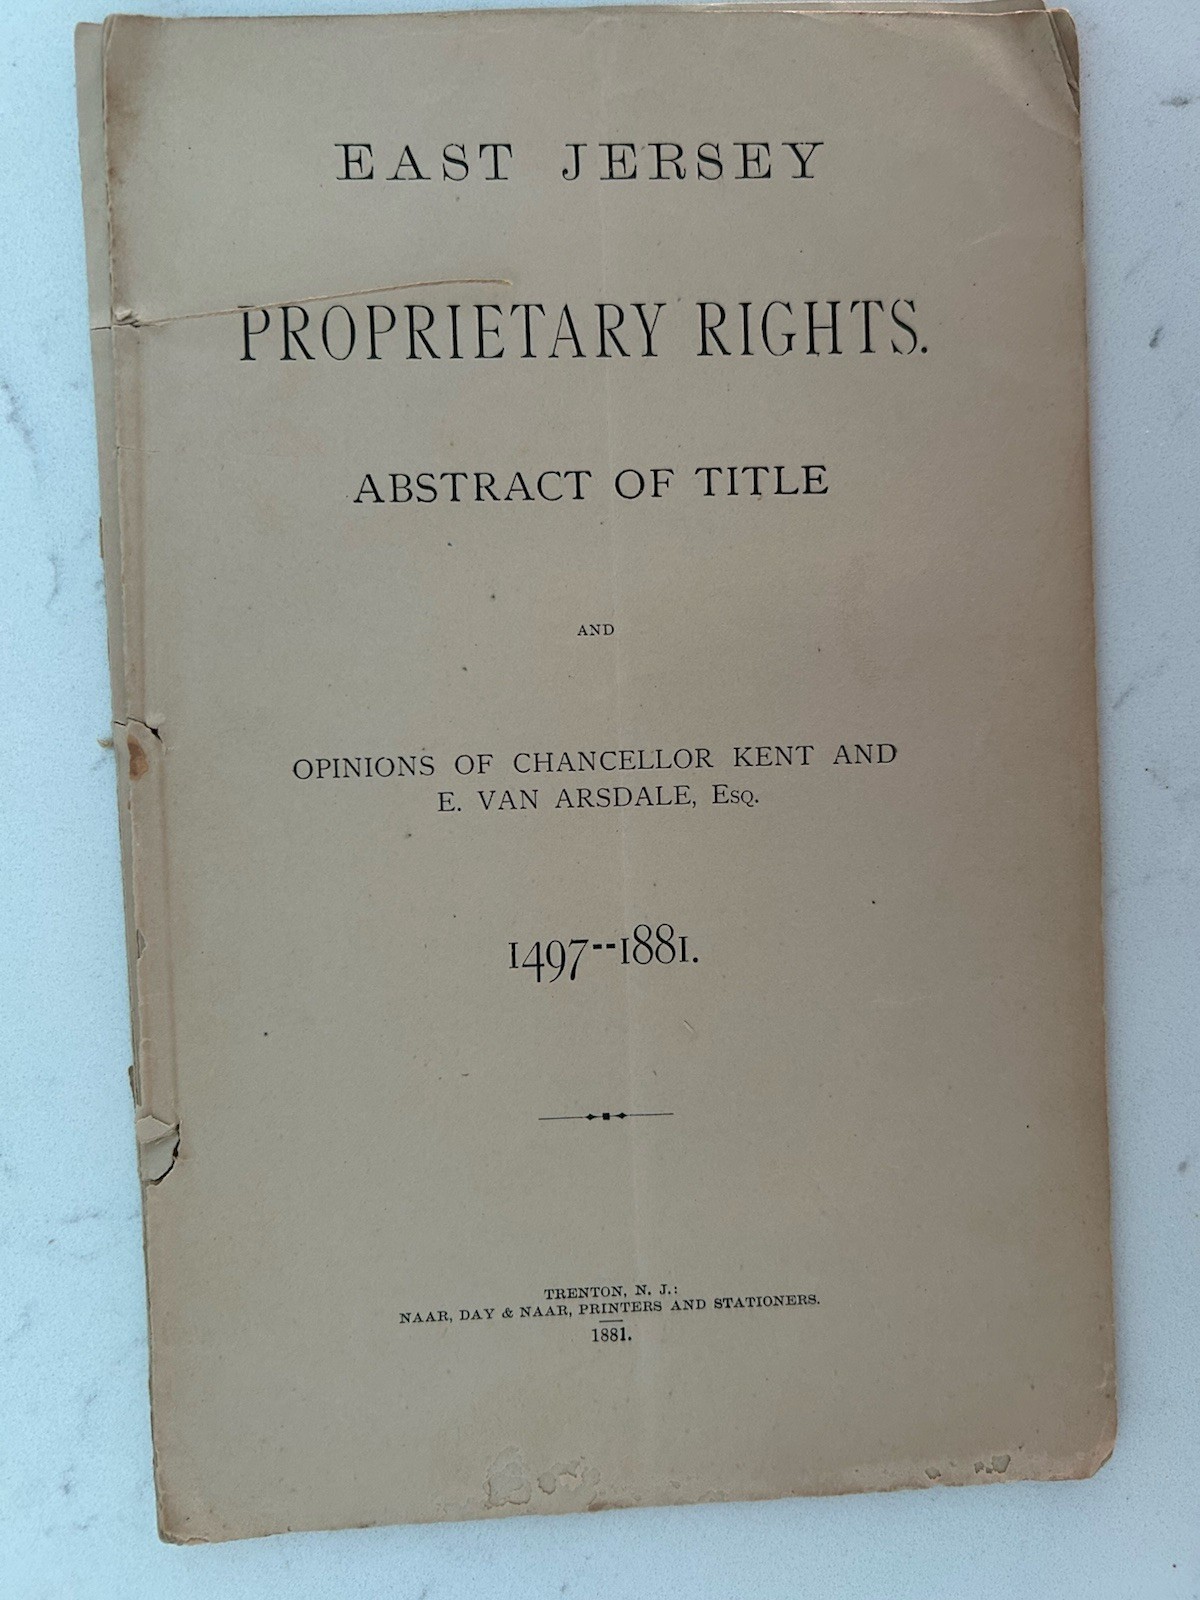 EAST JERSEY
PROPRIETARY RIGHTS.
ABSTRACT OF TITLE
AND
OPINIONS OF CHANCELLOR KENT AND
E. VAN ARSDALE, Esq.
1497--1881.
TRENTON, N. J.:
NAAR, DAY & NAAR, PRINTERS AND STATIONERS.
1881.